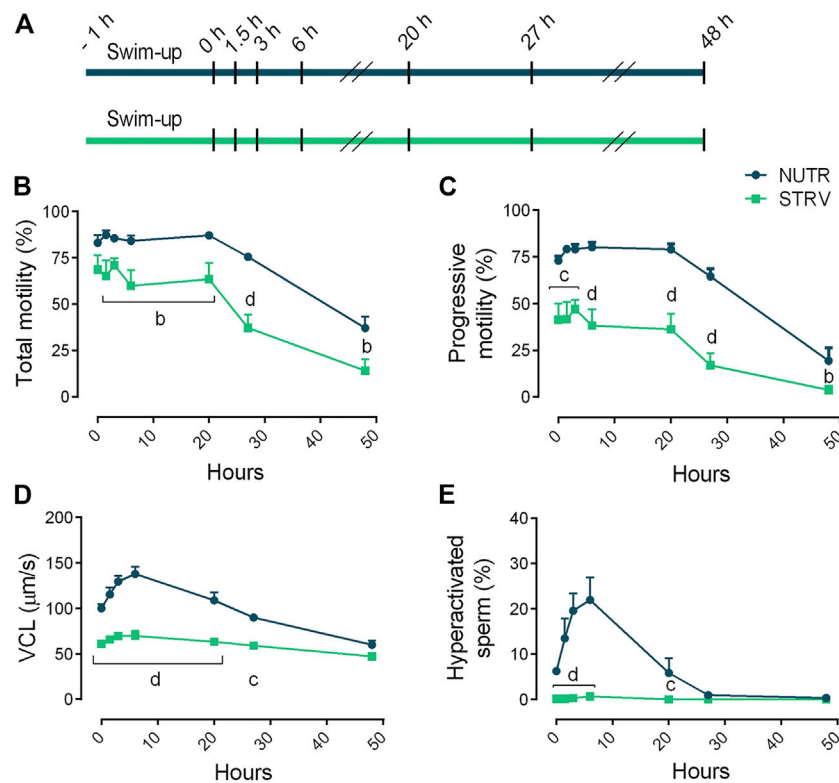 A
- 1 h 0 h 1.5 h 3 h 6 h 20 h 27 h 48 h
Swim-up
Swim-up
NUTR
STRV
B
Total motility (%)
100
75
50
25
0
b
d
b
0 10 20 30 40 50
Hours
C
Progressive
motility (%)
100
75
50
25
0
c
d
d
d
b
0 10 20 30 40 50
Hours
D
VCL (µm/s)
200
150
100
50
0
d
c
0 10 20 30 40 50
Hours
E
Hyperactivated
sperm (%)
40
30
20
10
0
d
c
0 10 20 30 40 50
Hours